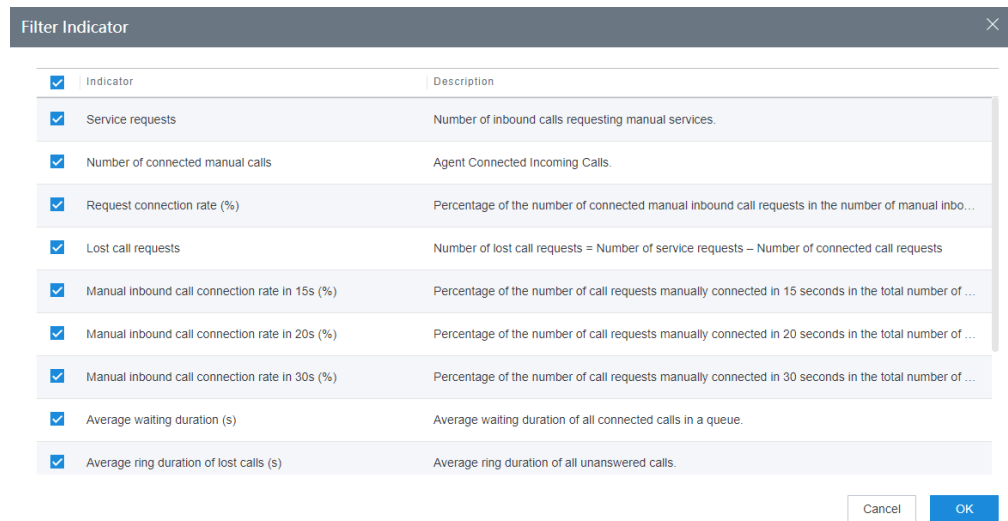 Filter Indicator
Indicator Description
Service requests Number of inbound calls requesting manual services.
Number of connected manual calls Agent Connected Incoming Calls.
Request connection rate (%) Percentage of the number of connected manual inbound call requests in the number of manual inbo...
Lost call requests Number of lost call requests = Number of service requests – Number of connected call requests
Manual inbound call connection rate in 15s (%) Percentage of the number of call requests manually connected in 15 seconds in the total number of ...
Manual inbound call connection rate in 20s (%) Percentage of the number of call requests manually connected in 20 seconds in the total number of ...
Manual inbound call connection rate in 30s (%) Percentage of the number of call requests manually connected in 30 seconds in the total number of ...
Average waiting duration (s) Average waiting duration of all connected calls in a queue.
Average ring duration of lost calls (s) Average ring duration of all unanswered calls.
Cancel OK